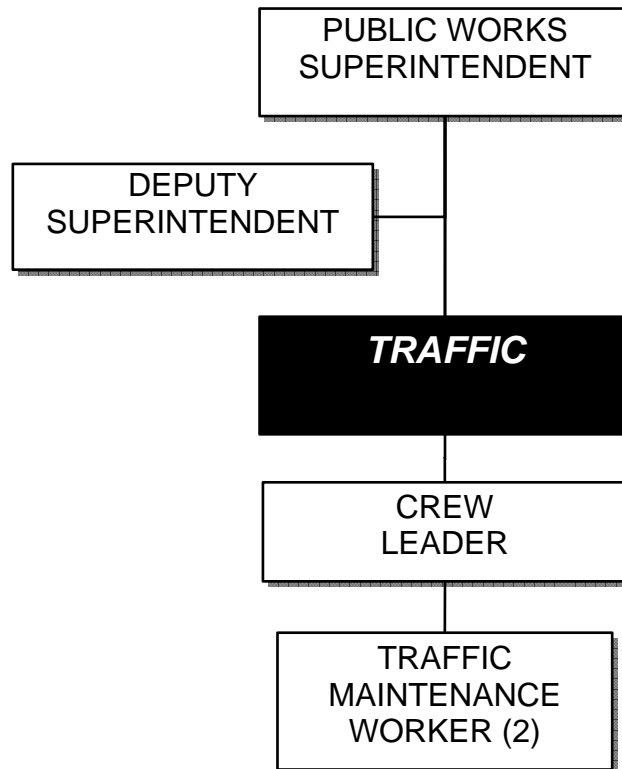 PUBLIC WORKS
SUPERINTENDENT
DEPUTY
SUPERINTENDENT
TRAFFIC
CREW
LEADER
TRAFFIC
MAINTENANCE
WORKER (2)